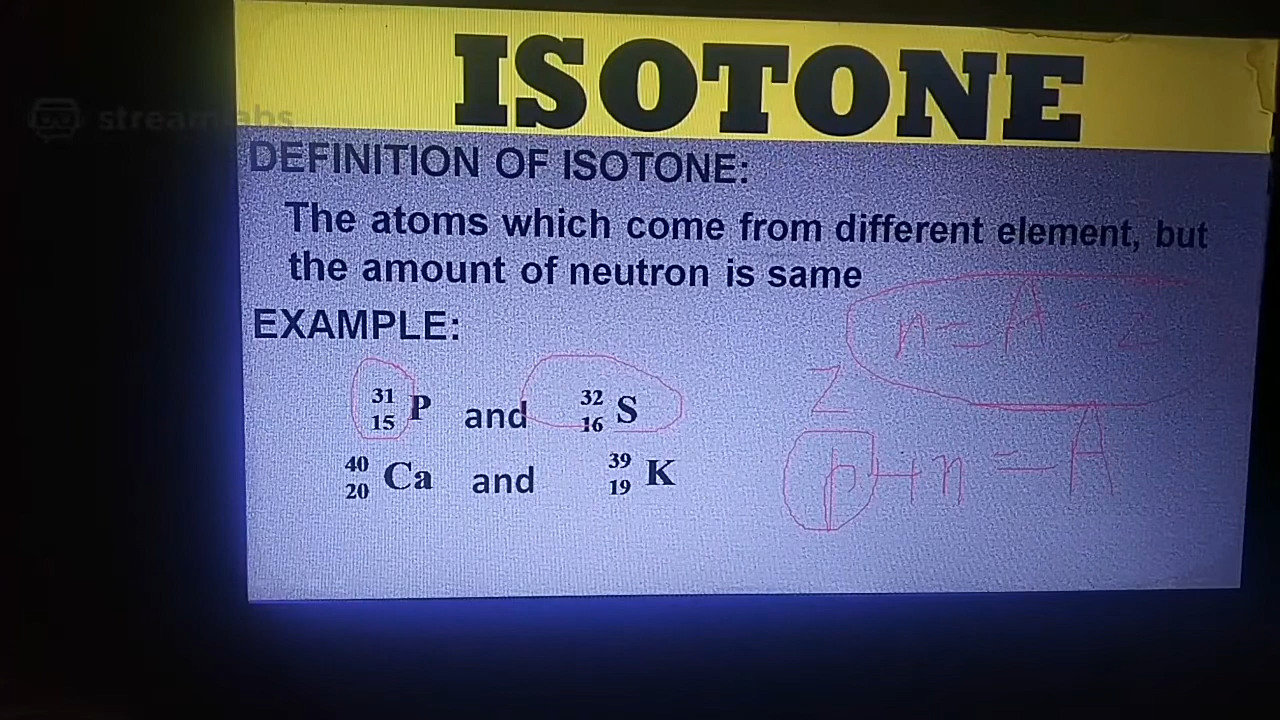 ISOTONE
streamlabs
DEFINITION OF ISOTONE:
The atoms which come from different element, but
the amount of neutron is same
EXAMPLE:
n = A - Z
31
15 P and 32
16 S
Z
40
20 Ca and 39
19 K
p + n = A